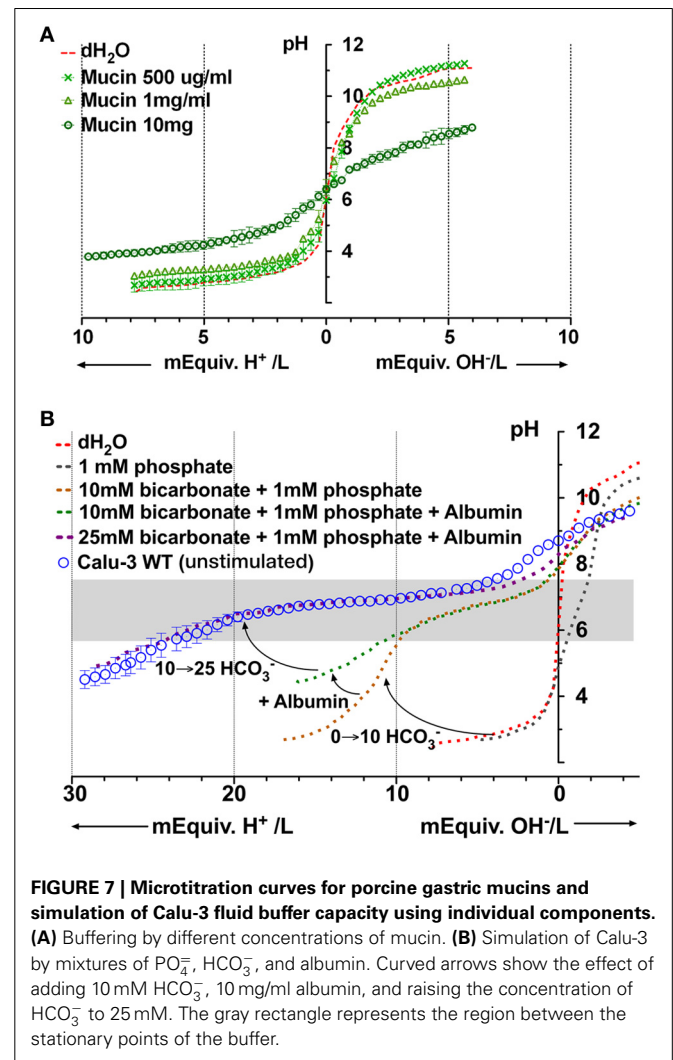 A
pH
dH₂O
Mucin 500 ug/ml
Mucin 1mg/ml
Mucin 10mg
12
10
8
6
4
10
5
0
5
10
mEquiv. H⁺ /L
mEquiv. OH⁻/L
B
pH
dH₂O
1 mM phosphate
10mM bicarbonate + 1mM phosphate
10mM bicarbonate + 1mM phosphate + Albumin
25mM bicarbonate + 1mM phosphate + Albumin
Calu-3 WT (unstimulated)
12
10
8
6
4
10→25 HCO₃⁻
+ Albumin
0→10 HCO₃⁻
30
20
10
0
mEquiv. H⁺ /L
mEquiv. OH⁻/L
FIGURE 7 | Microtitration curves for porcine gastric mucins and
simulation of Calu-3 fluid buffer capacity using individual components.
(A) Buffering by different concentrations of mucin. (B) Simulation of Calu-3
by mixtures of PO₄⁼, HCO₃⁻, and albumin. Curved arrows show the effect of
adding 10 mM HCO₃⁻, 10 mg/ml albumin, and raising the concentration of
HCO₃⁻ to 25 mM. The gray rectangle represents the region between the
stationary points of the buffer.